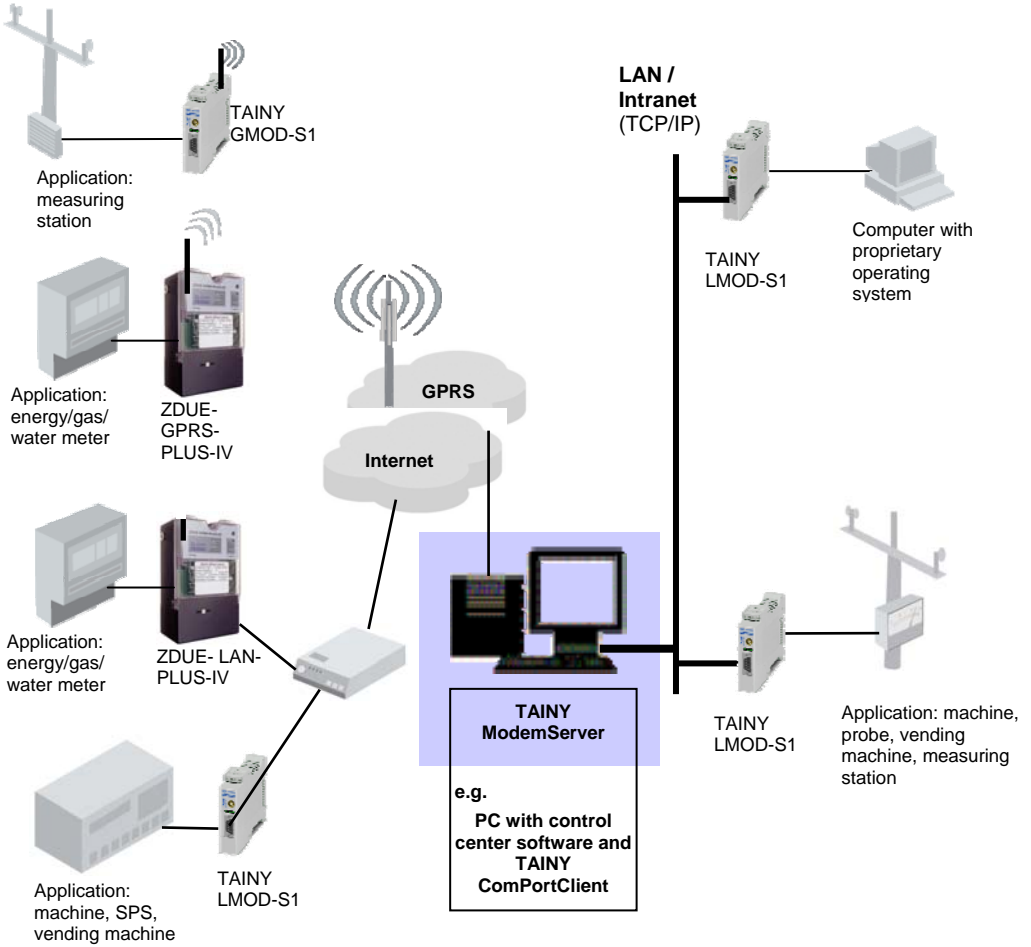 TAINY
GMOD-S1
Application:
measuring
station
LAN /
Intranet
(TCP/IP)
TAINY
LMOD-S1
Computer with
proprietary
operating
system
Application:
energy/gas/
water meter
ZDUE-
GPRS-
PLUS-IV
GPRS
Internet
Application:
energy/gas/
water meter
ZDUE- LAN-
PLUS-IV
TAINY
ModemServer
e.g.
PC with control
center software and
TAINY
ComPortClient
TAINY
LMOD-S1
Application: machine,
probe, vending
machine, measuring
station
Application:
machine, SPS,
vending machine
TAINY
LMOD-S1